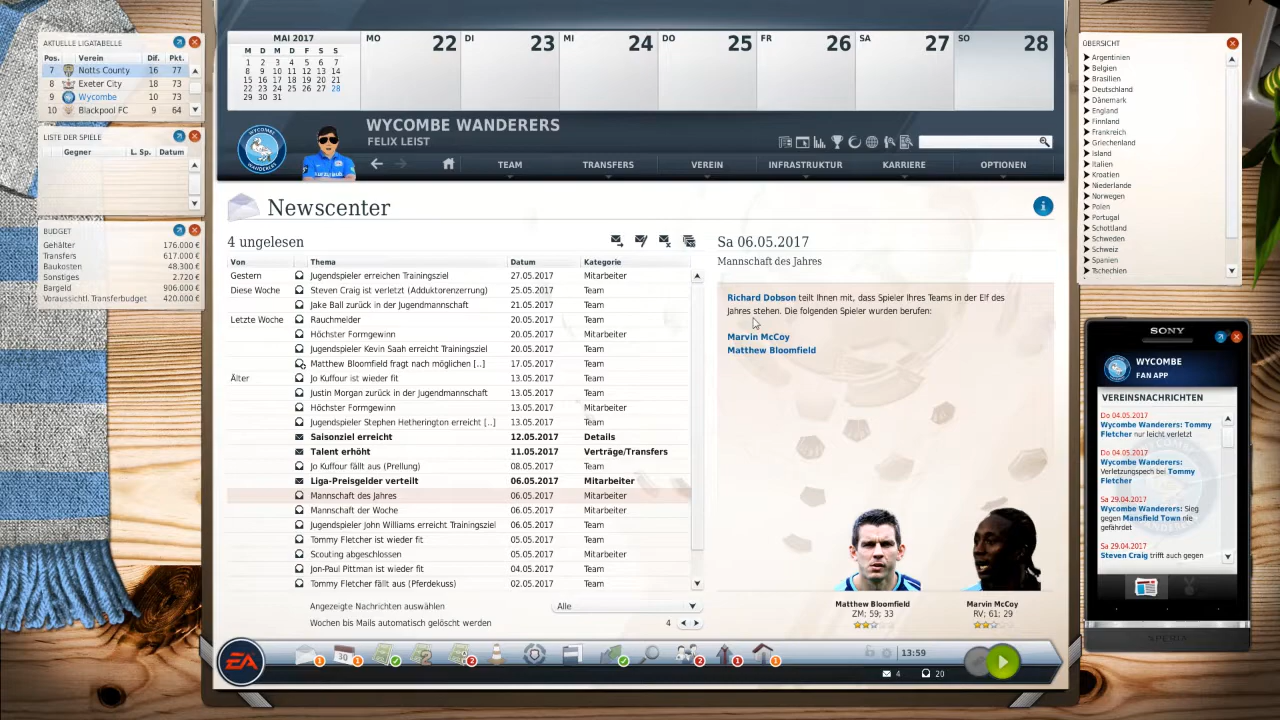 AKTUELLE LIGATABELLE
Pos. Verein Dif. Pkt.
7 Notts County 16 77
8 Exeter City 18 73
9 Wycombe 10 73
10 Blackpool FC 9 64
LISTE DER SPIELE
Gegner L. Sp. Datum
BUDGET
Gehälter 176.000 €
Transfers 617.000 €
Baukosten 48.300 €
Sonstiges 2.720 €
Bargeld 906.000 €
Voraussichtl. Transferbudget 420.000 €
MAI 2017
M D M D F S S
1 2 3 4 5 6 7
8 9 10 11 12 13 14
15 16 17 18 19 20 21
22 23 24 25 26 27 28
29 30 31
MO 22 DI 23 MI 24 DO 25 FR 26 SA 27 SO 28
WYCOMBE WANDERERS
FELIX LEIST
TEAM TRANSFERS VEREIN INFRASTRUKTUR KARRIERE OPTIONEN
Newscenter
4 ungelesen
Von Thema Datum Kategorie
Gestern Jugendspieler erreichen Trainingsziel 27.05.2017 Mitarbeiter
Diese Woche Steven Craig ist verletzt (Adduktorenzerrung) 25.05.2017 Team
Jake Ball zurück in der Jugendmannschaft 21.05.2017 Team
Letzte Woche Rauchmelder 20.05.2017 Team
Höchster Formgewinn 20.05.2017 Mitarbeiter
Jugendspieler Kevin Saah erreicht Trainingsziel 20.05.2017 Team
Matthew Bloomfield fragt nach möglichen [..] 17.05.2017 Team
Älter Jo Kuffour ist wieder fit 13.05.2017 Team
Justin Morgan zurück in der Jugendmannschaft 13.05.2017 Team
Höchster Formgewinn 13.05.2017 Mitarbeiter
Jugendspieler Stephen Hetherington erreicht [..] 13.05.2017 Team
Saisonziel erreicht 12.05.2017 Details
Talent erhöht 11.05.2017 Verträge/Transfers
Jo Kuffour fällt aus (Prellung) 08.05.2017 Team
Liga-Preisgelder verteilt 06.05.2017 Mitarbeiter
Mannschaft des Jahres 06.05.2017 Mitarbeiter
Mannschaft der Woche 06.05.2017 Mitarbeiter
Jugendspieler John Williams erreicht Trainingsziel 06.05.2017 Team
Tommy Fletcher ist wieder fit 05.05.2017 Team
Scouting abgeschlossen 05.05.2017 Mitarbeiter
Jon-Paul Pittman ist wieder fit 04.05.2017 Team
Tommy Fletcher fällt aus (Pferdekuss) 02.05.2017 Team
Angezeigte Nachrichten auswählen Alle
Wochen bis Mails automatisch gelöscht werden 4
Sa 06.05.2017
Mannschaft des Jahres
Richard Dobson teilt Ihnen mit, dass Spieler Ihres Teams in der Elf des
Jahres stehen. Die folgenden Spieler wurden berufen:
Marvin McCoy
Matthew Bloomfield
Matthew Bloomfield
ZM; 59; 33
Marvin McCoy
RV; 61; 29
EA
1 30 1 2 2 2 1 1
13:59
4 20
ÜBERSICHT
Argentinien
Belgien
Brasilien
Deutschland
Dänemark
England
Finnland
Frankreich
Griechenland
Island
Italien
Kroatien
Niederlande
Norwegen
Polen
Portugal
Schottland
Schweden
Schweiz
Spanien
Tschechien
SONY
WYCOMBE
FAN APP
VEREINSNACHRICHTEN
Do 04.05.2017
Wycombe Wanderers: Tommy
Fletcher nur leicht verletzt
Do 04.05.2017
Wycombe Wanderers:
Verletzungspech bei Tommy
Fletcher
Sa 29.04.2017
Wycombe Wanderers: Sieg
gegen Mansfield Town nie
gefährdet
Sa 29.04.2017
Steven Craig trifft auch gegen
XPERIA